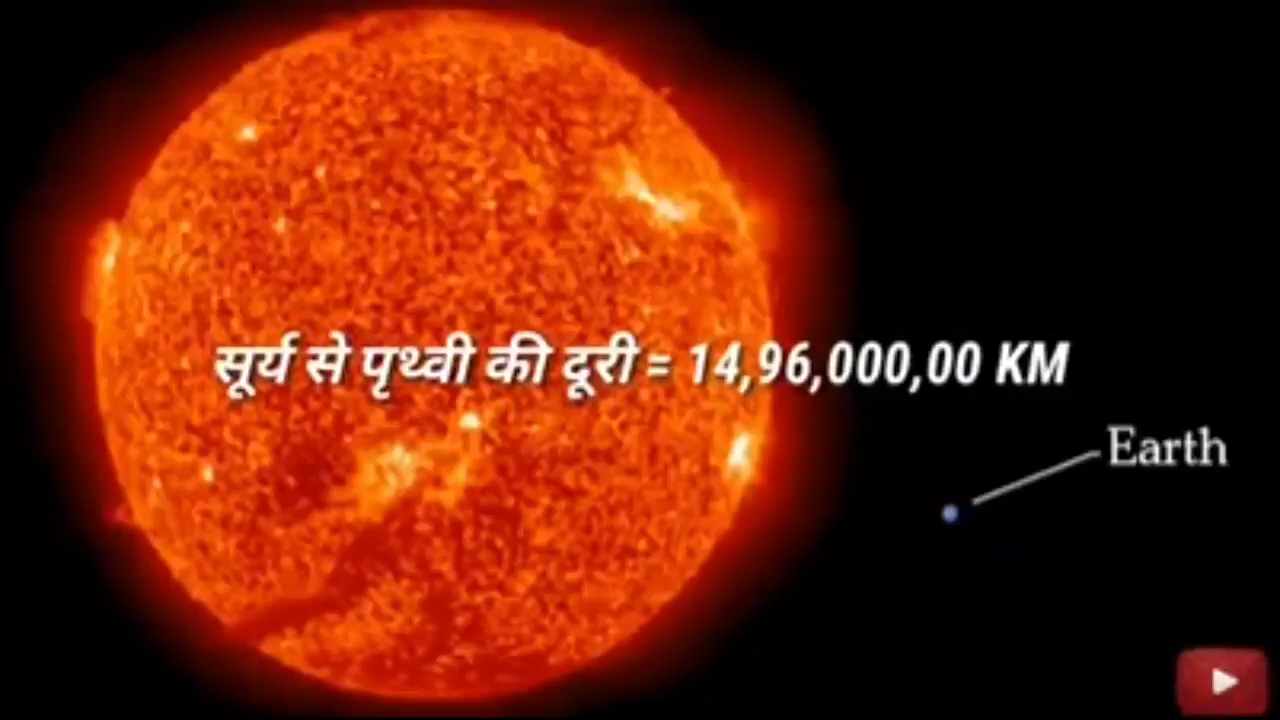 सूर्य से पृथ्वी की दूरी = 14,96,000,00 KM
Earth